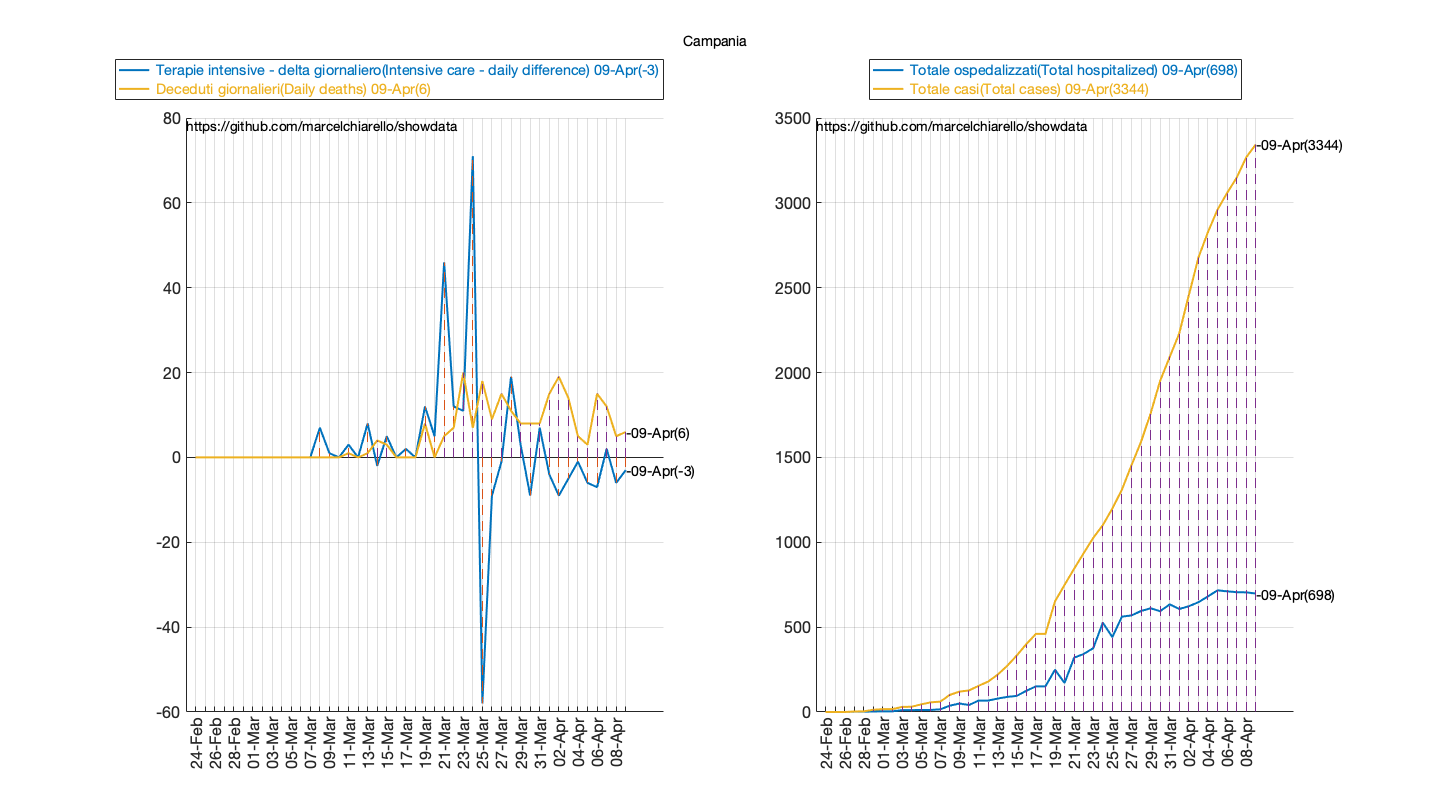 Campania
Terapie intensive - delta giornaliero(Intensive care - daily difference) 09-Apr(-3)
Deceduti giornalieri(Daily deaths) 09-Apr(6)
https://github.com/marcelchiarello/showdata
80
60
40
20
0
-20
-40
-60
-09-Apr(6)
-09-Apr(-3)
24-Feb
26-Feb
28-Feb
01-Mar
03-Mar
05-Mar
07-Mar
09-Mar
11-Mar
13-Mar
15-Mar
17-Mar
19-Mar
21-Mar
23-Mar
25-Mar
27-Mar
29-Mar
31-Mar
02-Apr
04-Apr
06-Apr
08-Apr
Totale ospedalizzati(Total hospitalized) 09-Apr(698)
Totale casi(Total cases) 09-Apr(3344)
https://github.com/marcelchiarello/showdata
3500
3000
2500
2000
1500
1000
500
0
-09-Apr(3344)
-09-Apr(698)
24-Feb
26-Feb
28-Feb
01-Mar
03-Mar
05-Mar
07-Mar
09-Mar
11-Mar
13-Mar
15-Mar
17-Mar
19-Mar
21-Mar
23-Mar
25-Mar
27-Mar
29-Mar
31-Mar
02-Apr
04-Apr
06-Apr
08-Apr